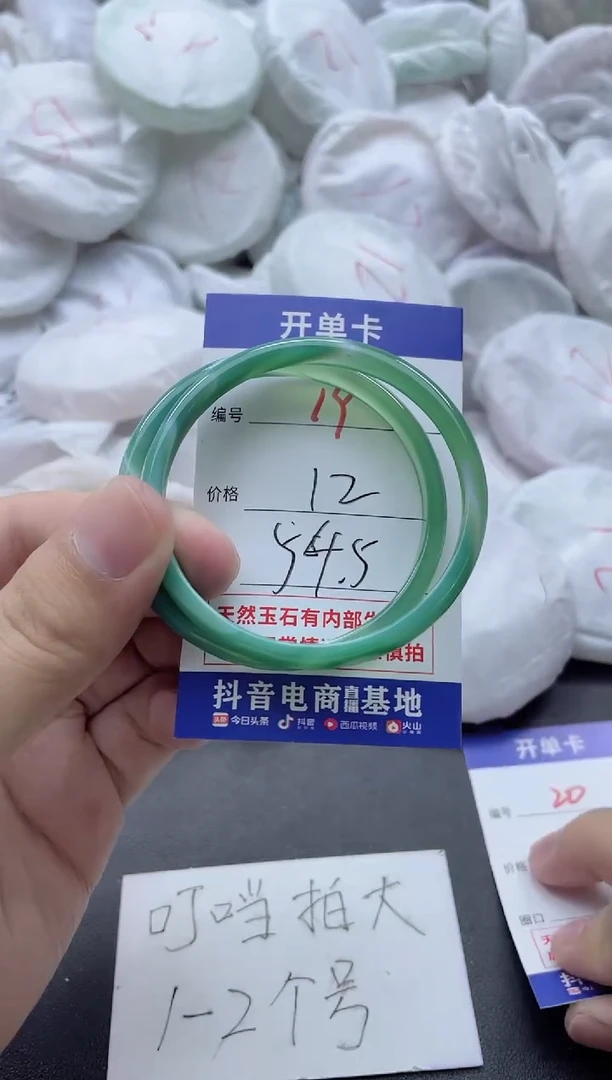 开单卡
编号 19
价格 12
54.5
天然玉石有内部
慎拍
抖音电商直播基地
今日头条 抖音 西瓜视频 火山
开单卡
编号 20
价格
圈口
叮当拍大
1-2个号